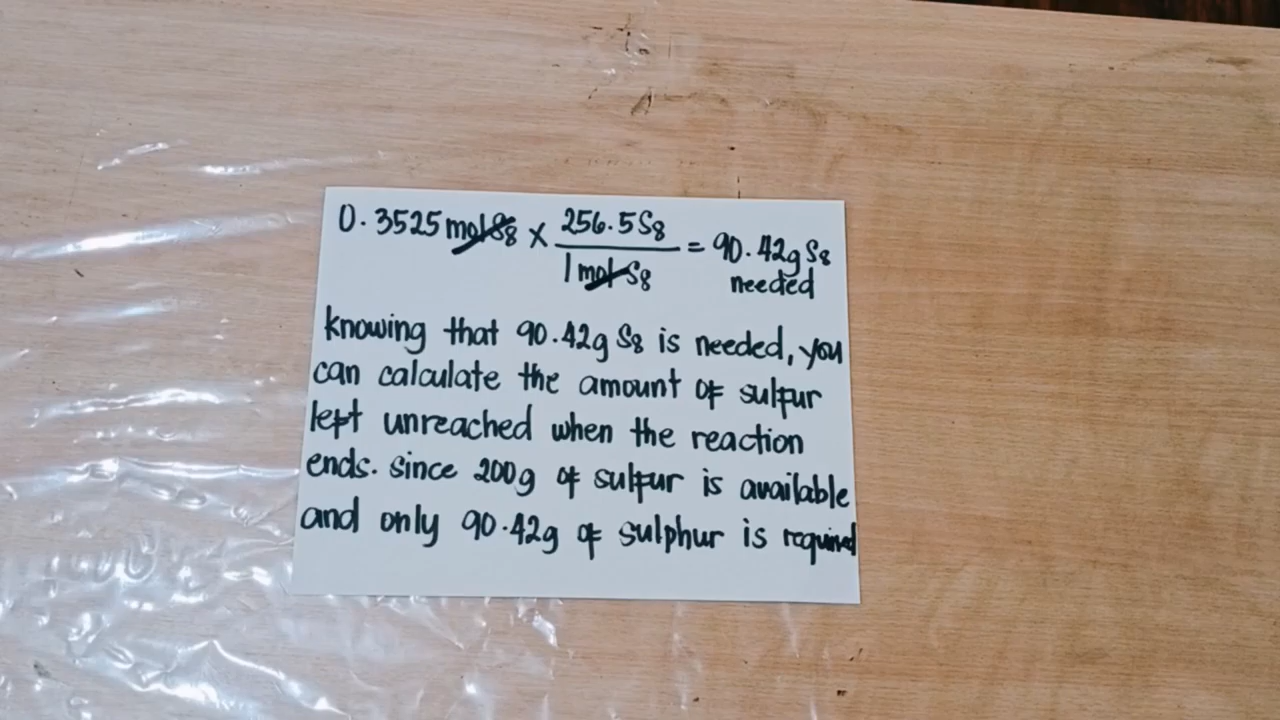 0.3525 mol S8 × 256.5 S8 / 1 mol S8 = 90.42g S8
needed
knowing that 90.42g S8 is needed, you
can calculate the amount of sulfur
left unreached when the reaction
ends. since 200g of sulfur is available
and only 90.42g of sulphur is required